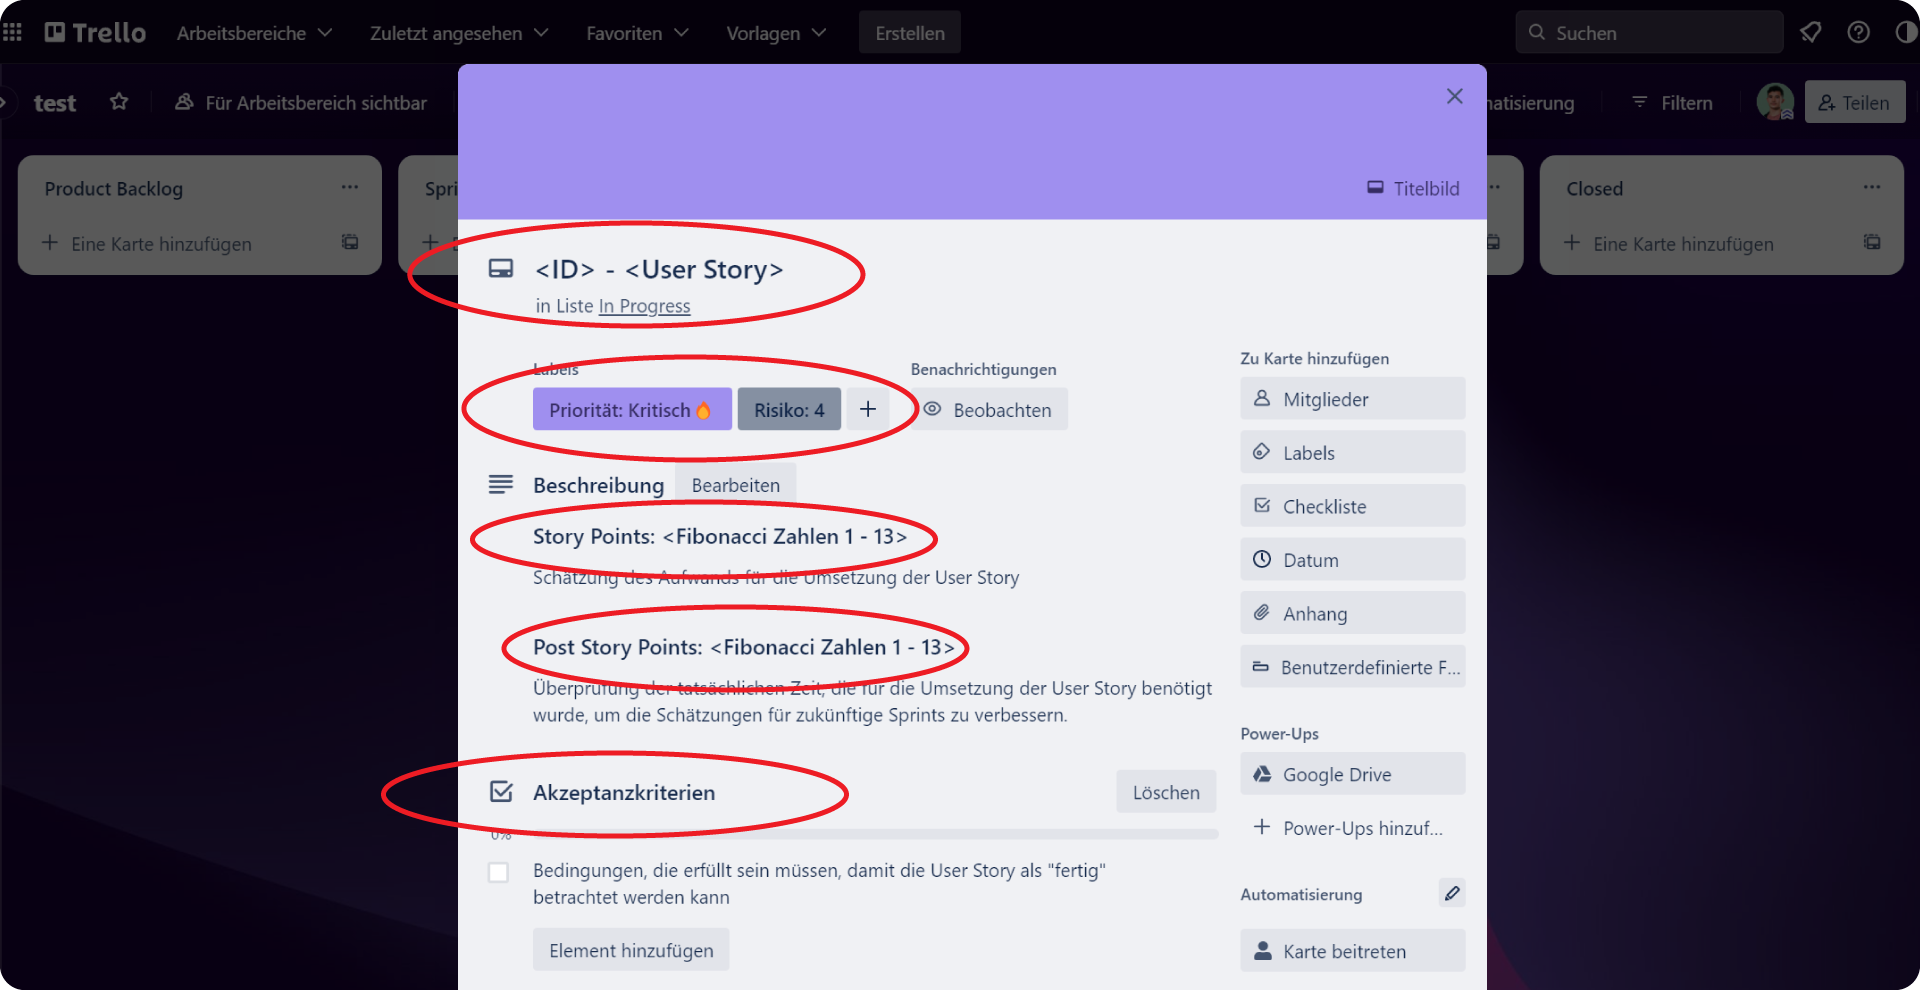 Trello Arbeitsbereiche Zuletzt angesehen Favoriten Vorlagen Erstellen Suchen
test Für Arbeitsbereich sichtbar Filtern Teilen
Titelbild
Product Backlog
Eine Karte hinzufügen
Closed
Eine Karte hinzufügen
<ID> - <User Story>
in Liste In Progress
Labels
Priorität: Kritisch🔥 Risiko: 4
Benachrichtigungen
Beobachten
Beschreibung Bearbeiten
Story Points: <Fibonacci Zahlen 1 - 13>
Schätzung des Aufwands für die Umsetzung der User Story
Post Story Points: <Fibonacci Zahlen 1 - 13>
Überprüfung der tatsächlichen Zeit, die für die Umsetzung der User Story benötigt
wurde, um die Schätzungen für zukünftige Sprints zu verbessern.
Akzeptanzkriterien Löschen
0%
Bedingungen, die erfüllt sein müssen, damit die User Story als "fertig"
betrachtet werden kann
Element hinzufügen
Zu Karte hinzufügen
Mitglieder
Labels
Checkliste
Datum
Anhang
Benutzerdefinierte F...
Power-Ups
Google Drive
Power-Ups hinzuf...
Automatisierung
Karte beitreten